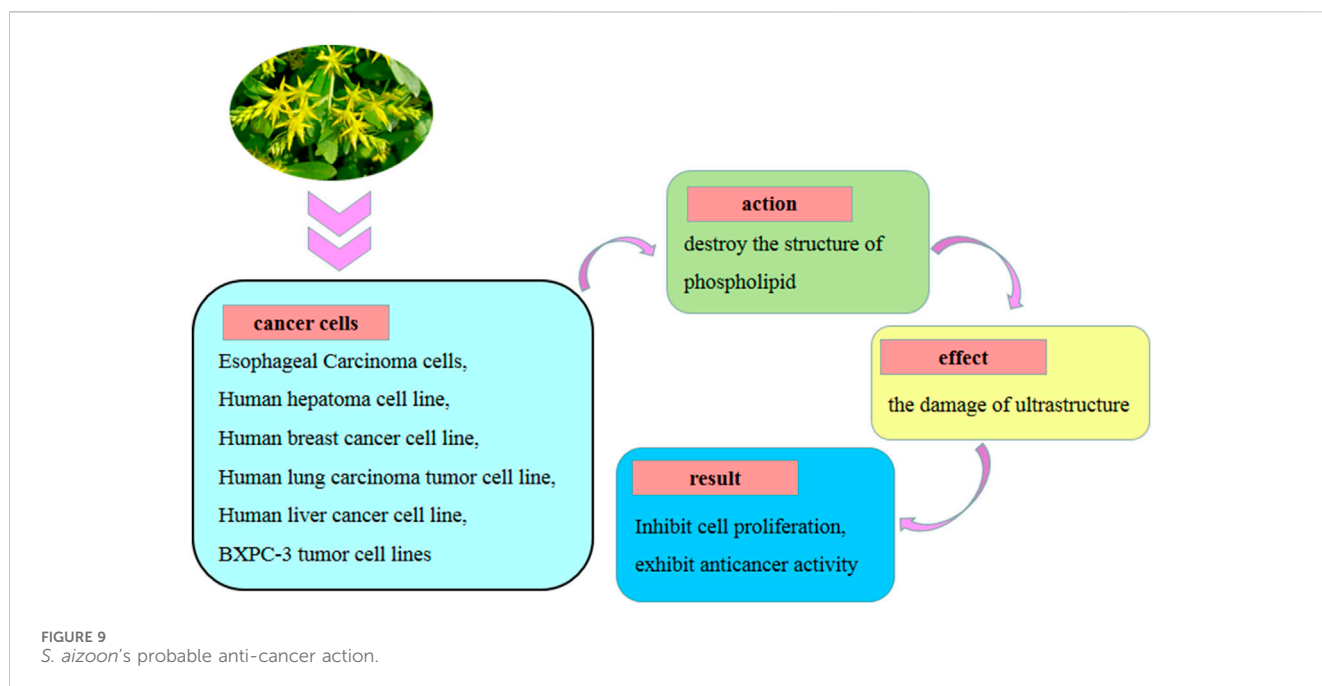 cancer cells
Esophageal Carcinoma cells,
Human hepatoma cell line,
Human breast cancer cell line,
Human lung carcinoma tumor cell line,
Human liver cancer cell line,
BXPC-3 tumor cell lines
action
destroy the structure of
phospholipid
effect
the damage of ultrastructure
result
Inhibit cell proliferation,
exhibit anticancer activity
FIGURE 9
S. aizoon's probable anti-cancer action.